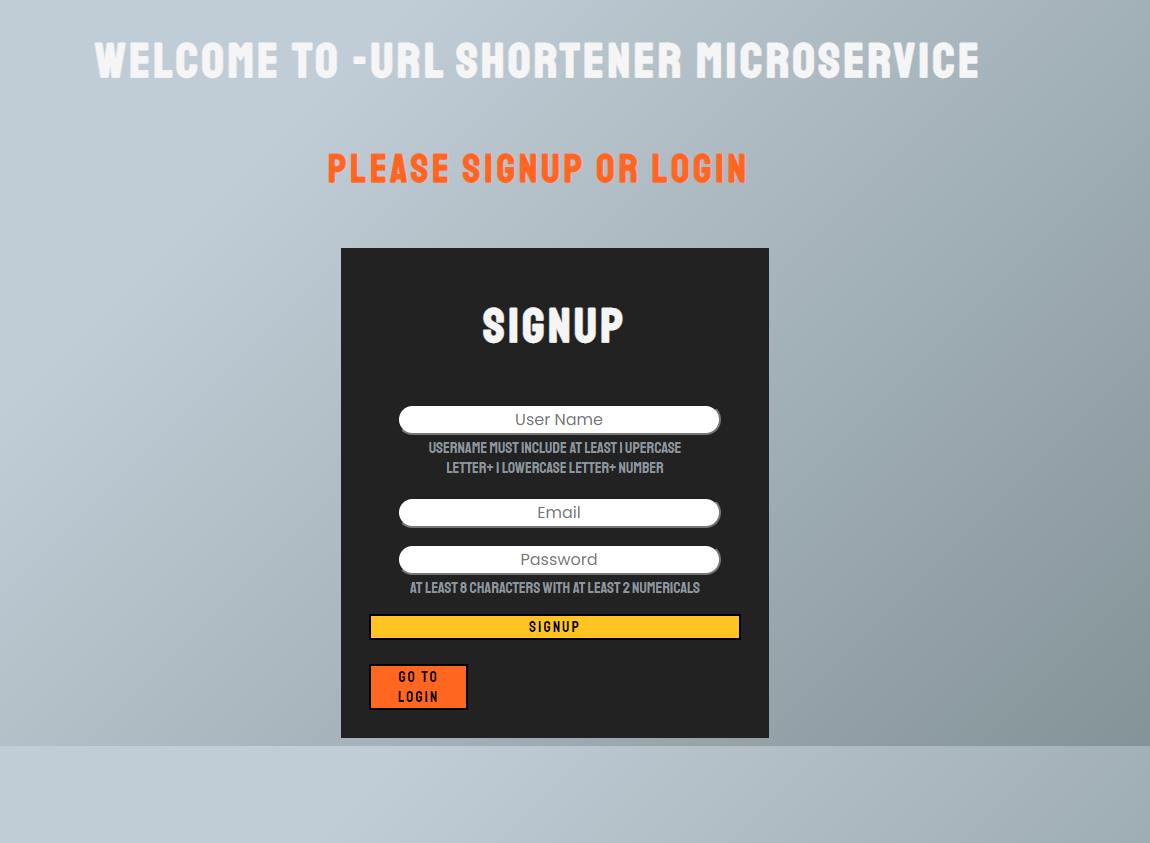 WELCOME TO -URL SHORTENER MICROSERVICE
PLEASE SIGNUP OR LOGIN
SIGNUP
User Name
USERNAME MUST INCLUDE AT LEAST 1 UPERCASE
LETTER+ 1 LOWERCASE LETTER+ NUMBER
Email
Password
AT LEAST 8 CHARACTERS WITH AT LEAST 2 NUMERICALS
SIGNUP
GO TO
LOGIN